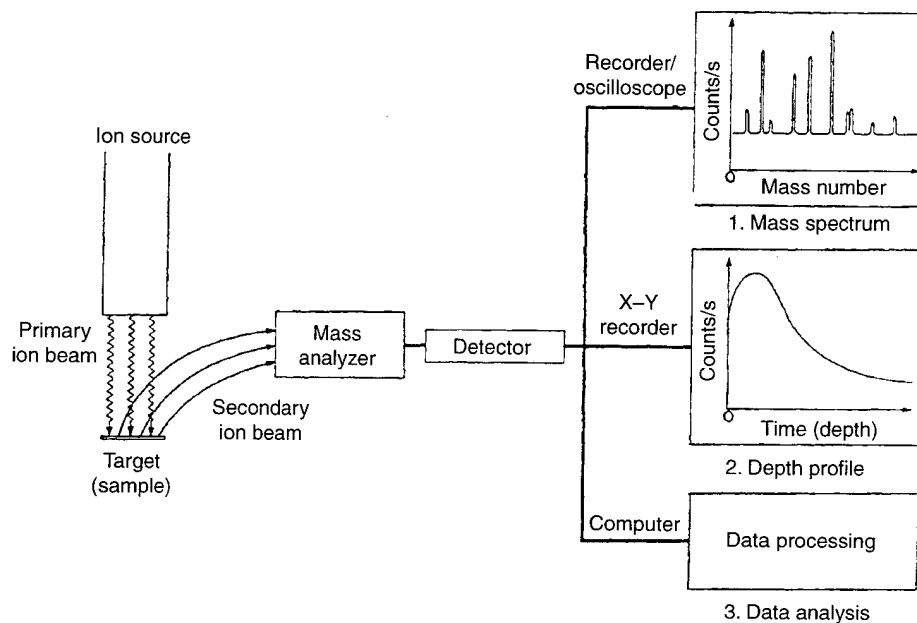 Ion source
Primary
ion beam
Target
(sample)
Secondary
ion beam
Mass
analyzer
Detector
Recorder/
oscilloscope
Counts/s
O
Mass number
1. Mass spectrum
X–Y
recorder
Counts/s
O
Time (depth)
2. Depth profile
Computer
Data processing
3. Data analysis